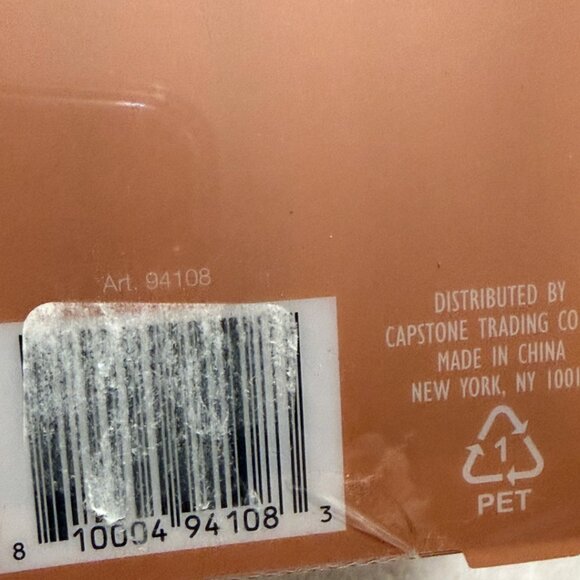 Art. 94108
DISTRIBUTED BY
CAPSTONE TRADING CO
MADE IN CHINA
NEW YORK, NY
1
PET
8 10004 94108 3